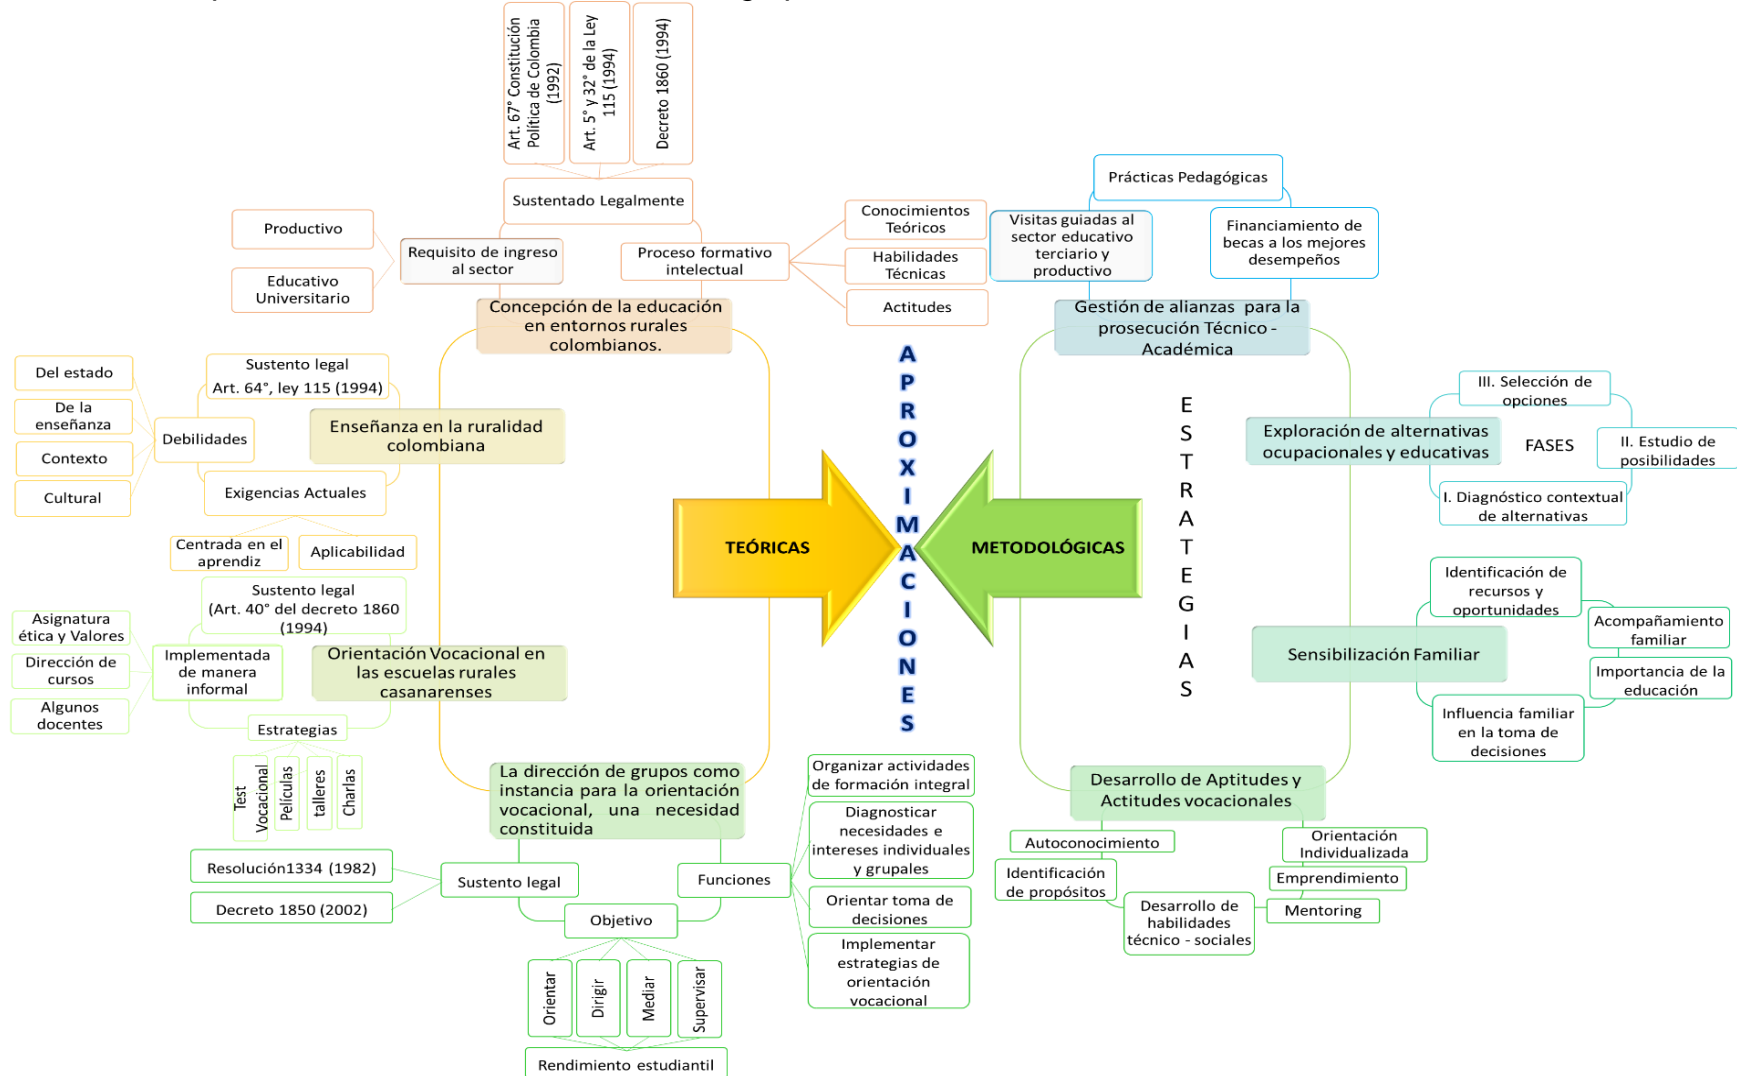 Art. 67° Constitución
Política de Colombia
(1992)
Art. 5° y 32° de la Ley
115 (1994)
Decreto 1860 (1994)
Sustentado Legalmente
Productivo
Educativo
Universitario
Requisito de ingreso
al sector
Proceso formativo
intelectual
Conocimientos
Teóricos
Habilidades
Técnicas
Actitudes
Concepción de la educación
en entornos rurales
colombianos.
Sustento legal
Art. 64°, ley 115 (1994)
Del estado
De la
enseñanza
Contexto
Cultural
Debilidades
Enseñanza en la ruralidad
colombiana
Exigencias Actuales
Centrada en el
aprendiz
Aplicabilidad
Sustento legal
(Art. 40° del decreto 1860
(1994)
Asignatura
ética y Valores
Dirección de
cursos
Algunos
docentes
Implementada
de manera
informal
Orientación Vocacional en
las escuelas rurales
casanarenses
Estrategias
Test
Vocacional
Películas
talleres
Charlas
La dirección de grupos como
instancia para la orientación
vocacional, una necesidad
constituida
Resolución1334 (1982)
Decreto 1850 (2002)
Sustento legal
Objetivo
Funciones
Organizar actividades
de formación integral
Diagnosticar
necesidades e
intereses individuales
y grupales
Orientar toma de
decisiones
Implementar
estrategias de
orientación
vocacional
Orientar
Dirigir
Mediar
Supervisar
Rendimiento estudiantil
TEÓRICAS
APROXIMACIONES
METODOLÓGICAS
ESTRATEGIAS
Prácticas Pedagógicas
Visitas guiadas al
sector educativo
terciario y
productivo
Financiamiento de
becas a los mejores
desempeños
Gestión de alianzas para la
prosecución Técnico -
Académica
Exploración de alternativas
ocupacionales y educativas
FASES
III. Selección de
opciones
II. Estudio de
posibilidades
I. Diagnóstico contextual
de alternativas
Sensibilización Familiar
Identificación de
recursos y
oportunidades
Acompañamiento
familiar
Importancia de la
educación
Influencia familiar
en la toma de
decisiones
Desarrollo de Aptitudes y
Actitudes vocacionales
Autoconocimiento
Identificación
de propósitos
Desarrollo de
habilidades
técnico - sociales
Orientación
Individualizada
Emprendimiento
Mentoring